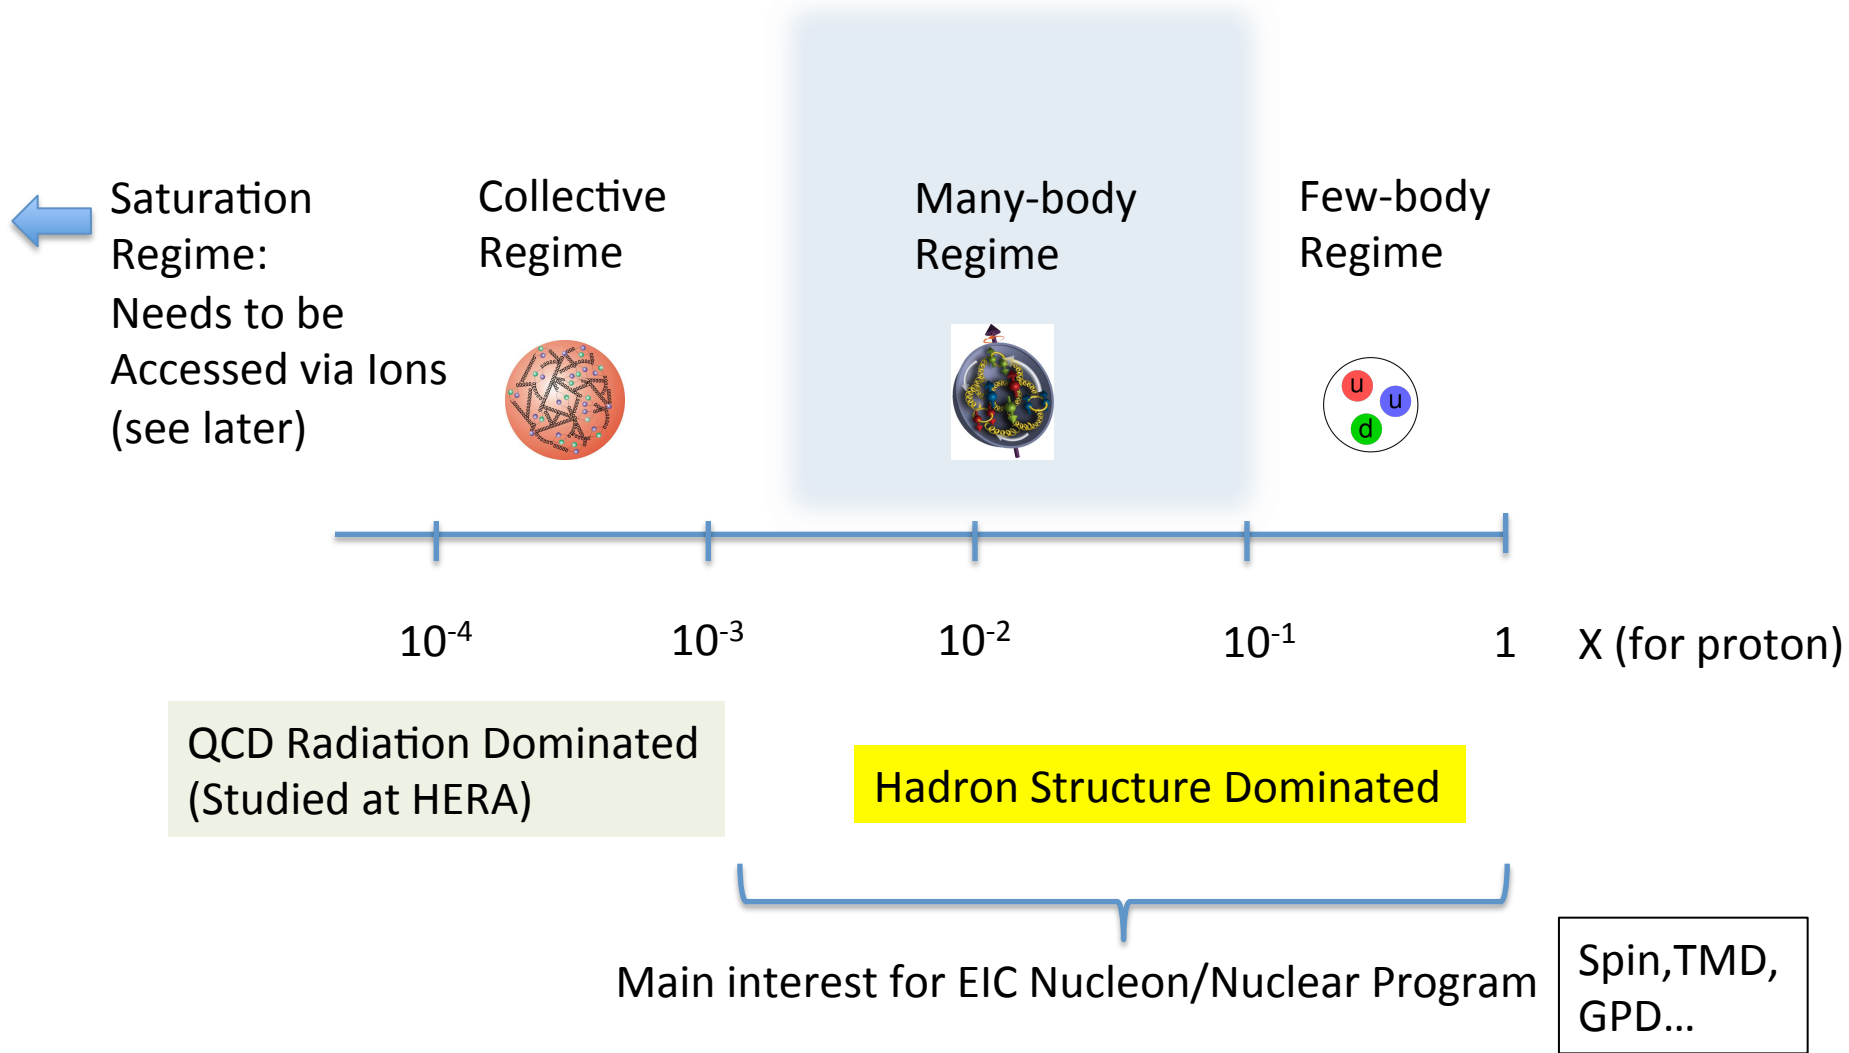 Saturation
Regime:
Needs to be
Accessed via Ions
(see later)
Collective
Regime
Many-body
Regime
Few-body
Regime
u
u
d
10⁻⁴
10⁻³
10⁻²
10⁻¹
1
X (for proton)
QCD Radiation Dominated
(Studied at HERA)
Hadron Structure Dominated
Main interest for EIC Nucleon/Nuclear Program
Spin,TMD,
GPD...